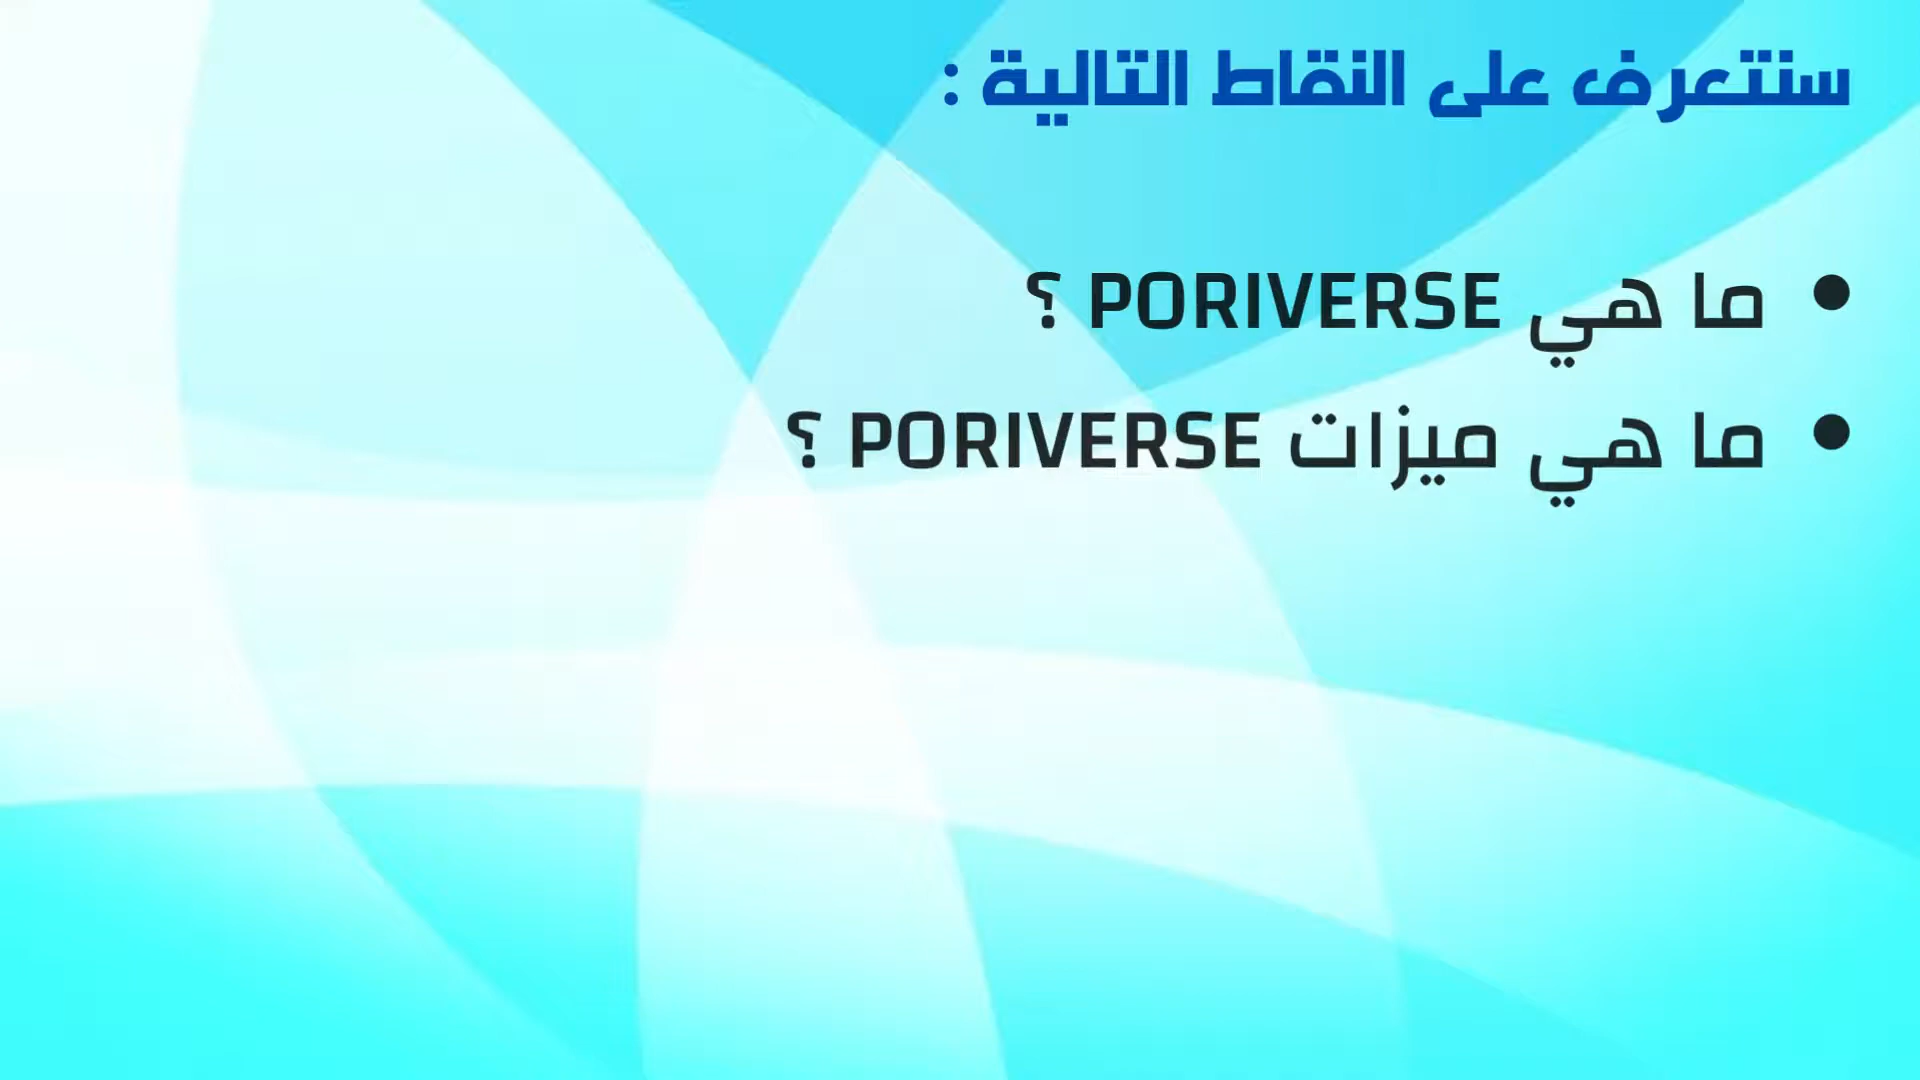 سنتعرف على النقاط التالية :
• ما هي PORIVERSE ؟
• ما هي ميزات PORIVERSE ؟